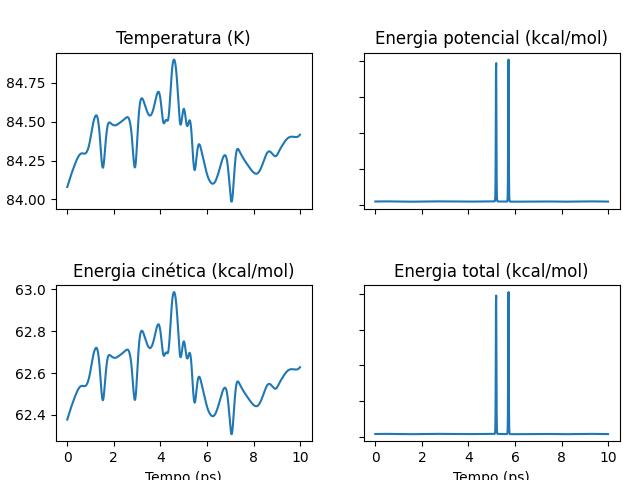 Temperatura (K)
Energia potencial (kcal/mol)
84.75
84.50
84.25
84.00
Energia cinética (kcal/mol)
Energia total (kcal/mol)
63.0
62.8
62.6
62.4
0 2 4 6 8 10
0 2 4 6 8 10
Tempo (ps)
Tempo (ps)